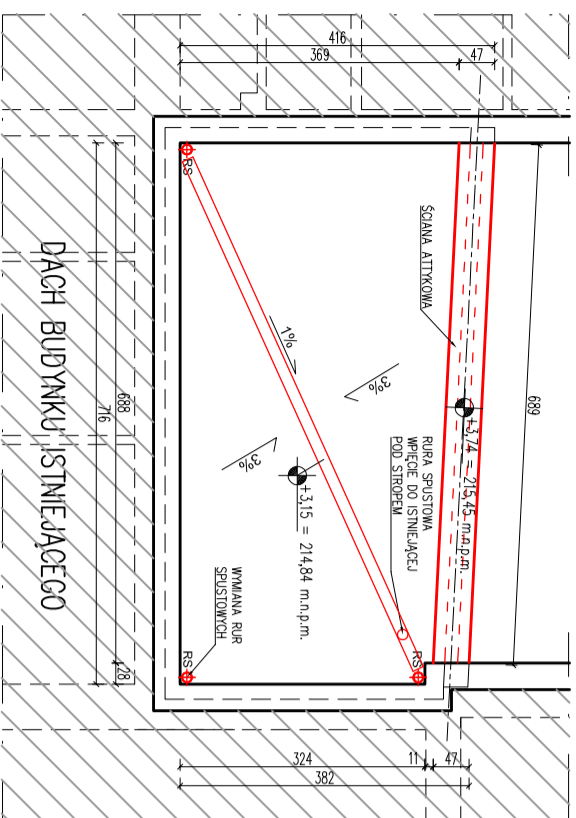 416
369
47
689
ŚCIANA ATTYKOWA
+3,74 = 215,45 m.n.p.m.
RS
1%
3%
RURA SPUSTOWA
WPIĘCIE DO ISTNIEJĄCEJ
POD STROPEM
3%
+3,15 = 214,84 m.n.p.m.
WYMIANA RUR
SPUSTOWYCH
RS
RS
DACH BUDYNKU ISTNIEJĄCEGO
688
28
716
324
11
47
382